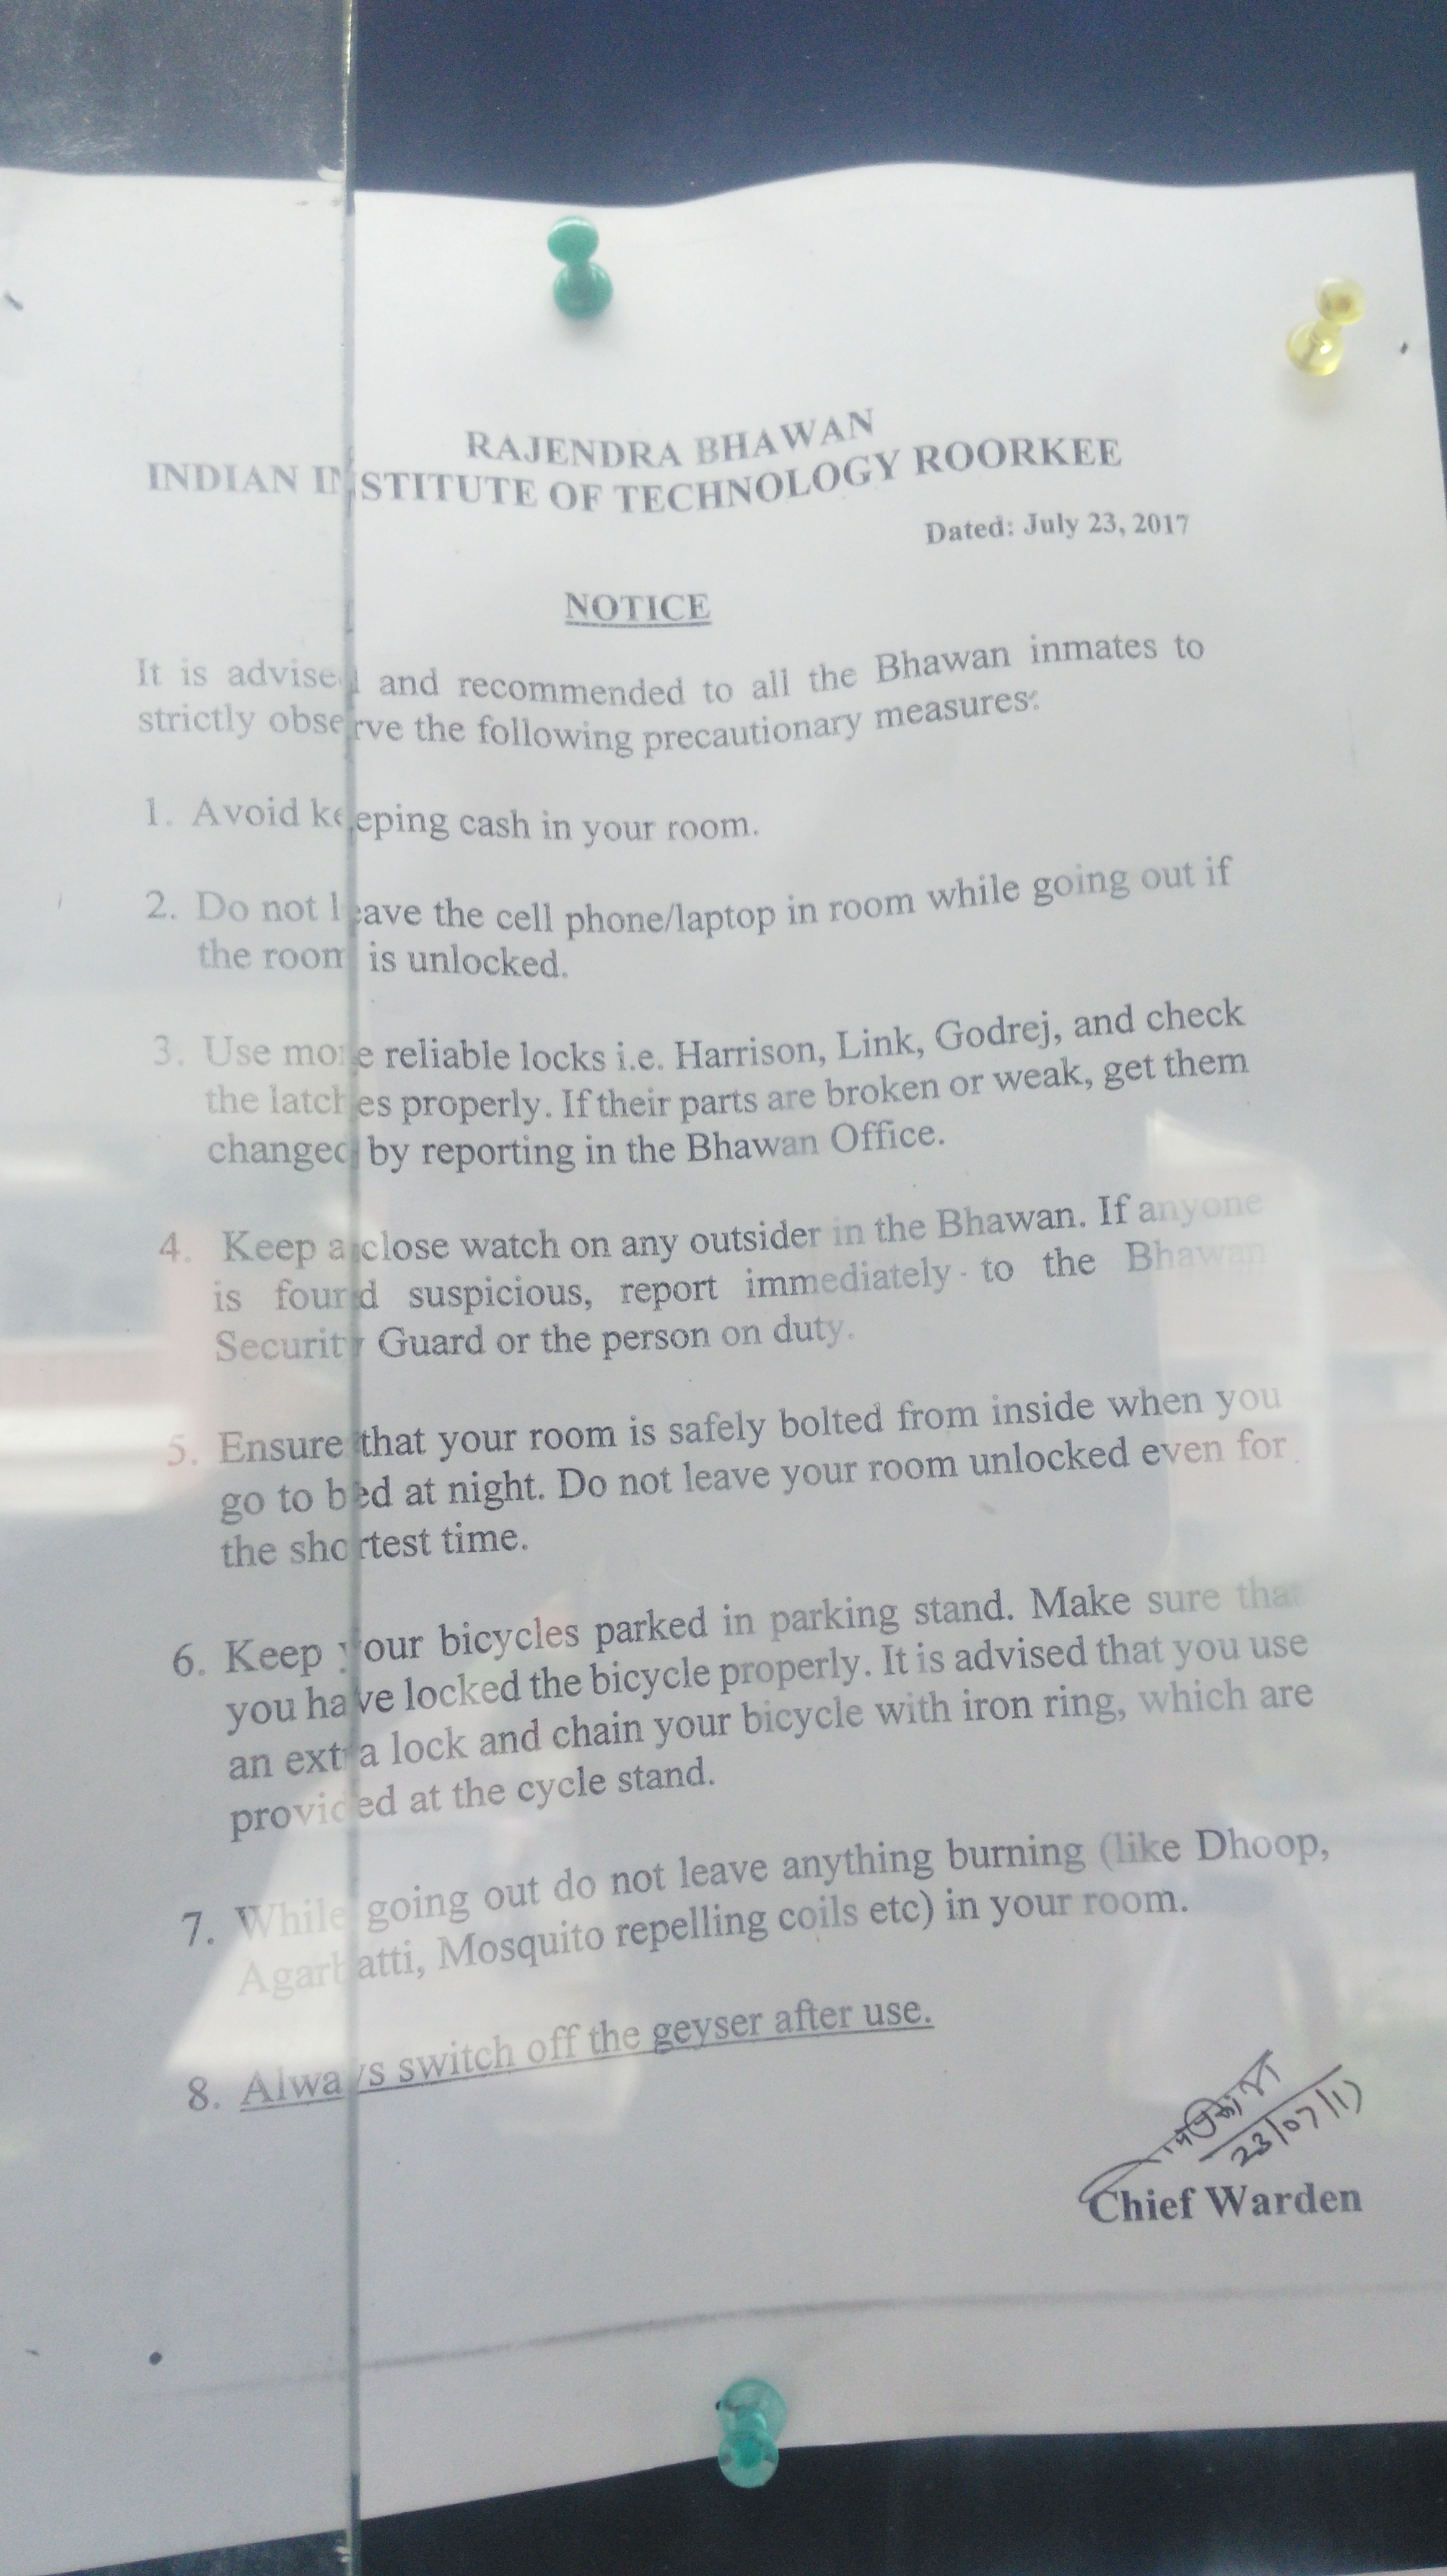 RAJENDRA BHAWAN
INDIAN INSTITUTE OF TECHNOLOGY ROORKEE
Dated: July 23, 2017
NOTICE
It is advised and recommended to all the Bhawan inmates to
strictly observe the following precautionary measures:
1. Avoid keeping cash in your room.
2. Do not leave the cell phone/laptop in room while going out if
the room is unlocked.
3. Use more reliable locks i.e. Harrison, Link, Godrej, and check
the latches properly. If their parts are broken or weak, get them
changed by reporting in the Bhawan Office.
4. Keep a close watch on any outsider in the Bhawan. If anyone
is found suspicious, report immediately to the Bhawan
Security Guard or the person on duty.
5. Ensure that your room is safely bolted from inside when you
go to bed at night. Do not leave your room unlocked even for
the shortest time.
6. Keep your bicycles parked in parking stand. Make sure that
you have locked the bicycle properly. It is advised that you use
an extra lock and chain your bicycle with iron ring, which are
provided at the cycle stand.
7. While going out do not leave anything burning (like Dhoop,
Agarbatti, Mosquito repelling coils etc) in your room.
8. Always switch off the geyser after use.
23/07/17
Chief Warden